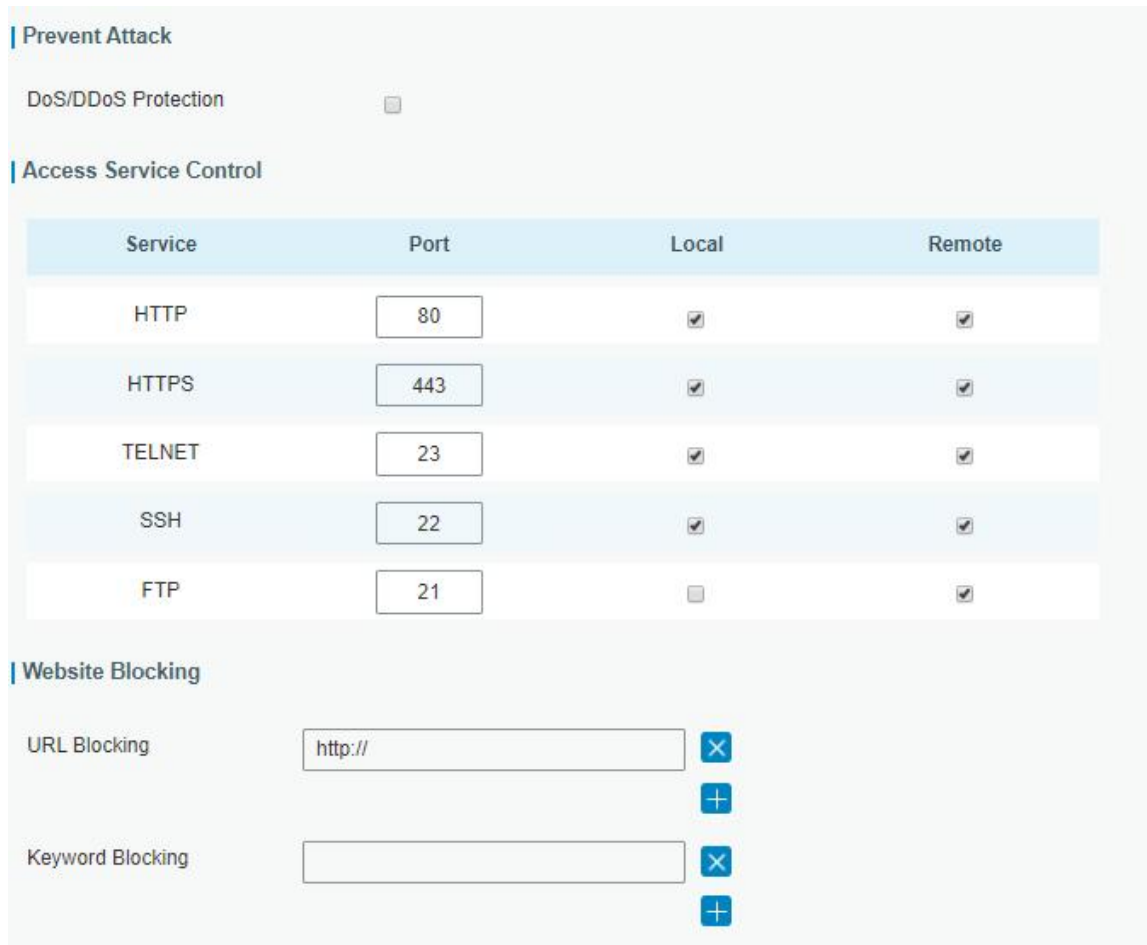 Prevent Attack
DoS/DDoS Protection
Access Service Control
Service Port Local Remote
HTTP 80
HTTPS 443
TELNET 23
SSH 22
FTP 21
Website Blocking
URL Blocking http://
Keyword Blocking